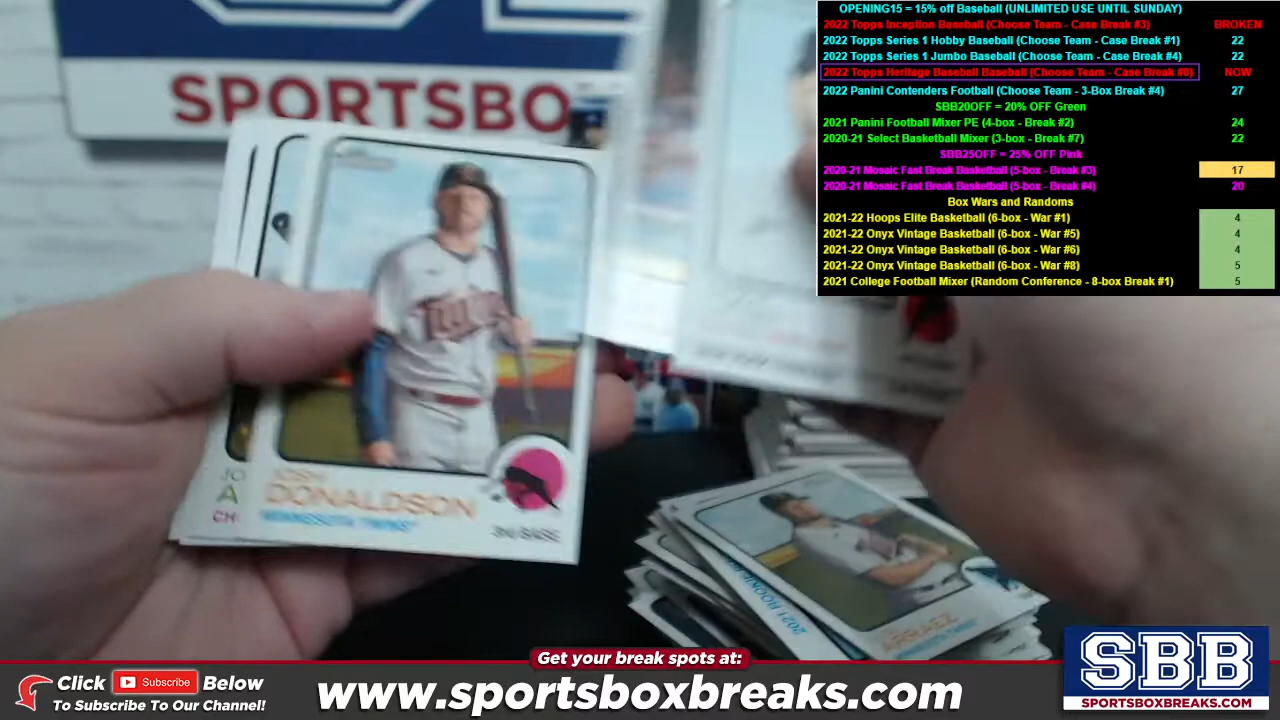 OPENING15 = 15% off Baseball (UNLIMITED USE UNTIL SUNDAY)
2022 Topps Inception Baseball (Choose Team - Case Break #3) BROKEN
2022 Topps Series 1 Hobby Baseball (Choose Team - Case Break #1) 22
2022 Topps Series 1 Jumbo Baseball (Choose Team - Case Break #4) 22
2022 Topps Heritage Baseball Baseball (Choose Team - Case Break #8) NOW
2022 Panini Contenders Football (Choose Team - 3-Box Break #4) 27
SBB20OFF = 20% OFF Green
2021 Panini Football Mixer PE (4-box - Break #2) 24
2020-21 Select Basketball Mixer (3-box - Break #7) 22
SBB25OFF = 25% OFF Pink
2020-21 Mosaic Fast Break Basketball (5-box - Break #3) 17
2020-21 Mosaic Fast Break Basketball (5-box - Break #4) 20
Box Wars and Randoms
2021-22 Hoops Elite Basketball (6-box - War #1) 4
2021-22 Onyx Vintage Basketball (6-box - War #5) 4
2021-22 Onyx Vintage Basketball (6-box - War #6) 4
2021-22 Onyx Vintage Basketball (6-box - War #8) 5
2021 College Football Mixer (Random Conference - 8-box Break #1) 5
SPORTSBO
Twins
JO
A
CH
JOSH
DONALDSON
MINNESOTA TWINS
3rd BASE
2021 ROOKIE
ARRAEZ
MINNESOTA TWINS
Get your break spots at:
Click Subscribe Below
To Subscribe To Our Channel!
www.sportsboxbreaks.com
SBB
SPORTSBOXBREAKS.COM